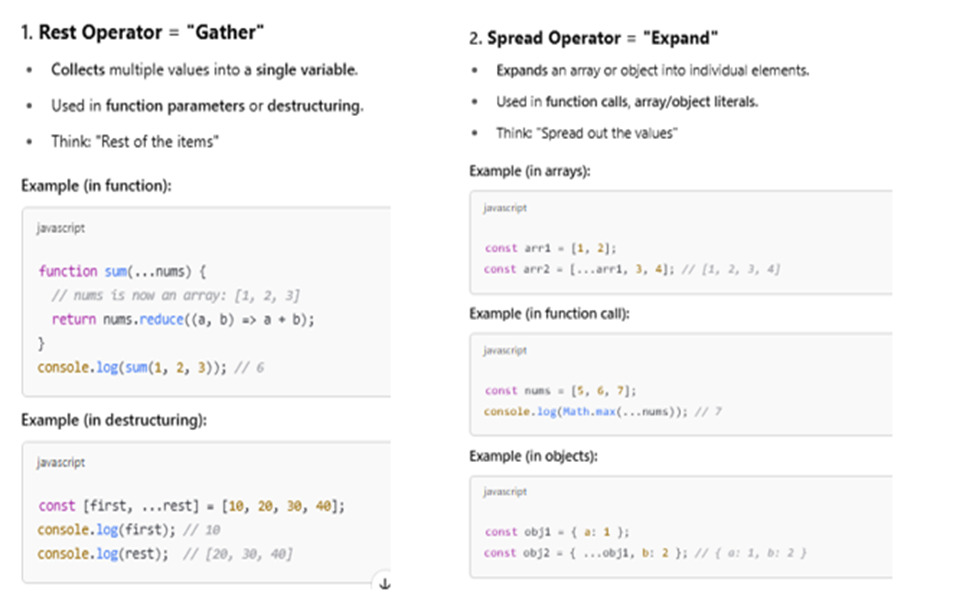 1. Rest Operator = "Gather"
• Collects multiple values into a single variable.
• Used in function parameters or destructuring.
• Think: "Rest of the items"
Example (in function):
javascript
function sum(...nums) {
  // nums is now an array: [1, 2, 3]
  return nums.reduce((a, b) => a + b);
}
console.log(sum(1, 2, 3)); // 6
Example (in destructuring):
javascript
const [first, ...rest] = [10, 20, 30, 40];
console.log(first); // 10
console.log(rest);  // [20, 30, 40]
2. Spread Operator = "Expand"
• Expands an array or object into individual elements.
• Used in function calls, array/object literals.
• Think: "Spread out the values"
Example (in arrays):
javascript
const arr1 = [1, 2];
const arr2 = [...arr1, 3, 4]; // [1, 2, 3, 4]
Example (in function call):
javascript
const nums = [5, 6, 7];
console.log(Math.max(...nums)); // 7
Example (in objects):
javascript
const obj1 = { a: 1 };
const obj2 = { ...obj1, b: 2 }; // { a: 1, b: 2 }